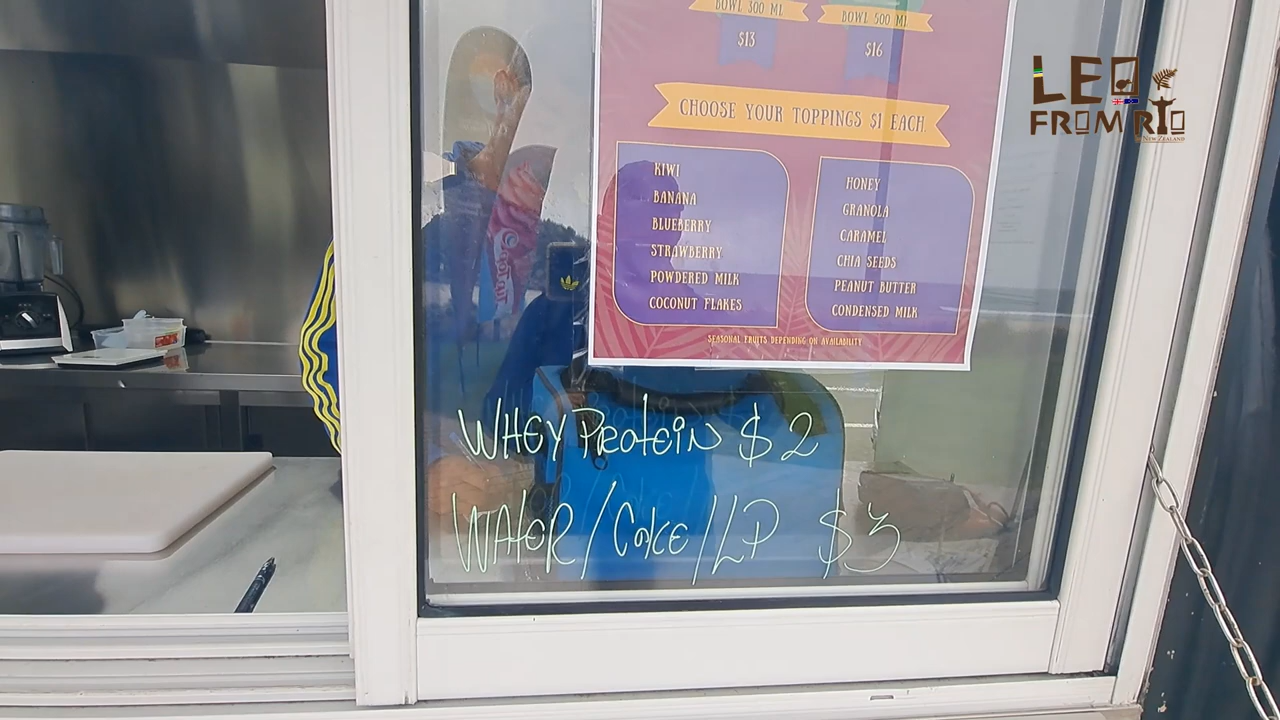 BOWL 300 ML
BOWL 500 ML
$13
$16
CHOOSE YOUR TOPPINGS $1 EACH
KIWI
BANANA
BLUEBERRY
STRAWBERRY
POWDERED MILK
COCONUT FLAKES
HONEY
GRANOLA
CARAMEL
CHIA SEEDS
PEANUT BUTTER
CONDENSED MILK
SEASONAL FRUITS DEPENDING ON AVAILABILITY
WHEY PROTEIN $2
WATER/COKE/LP $3
LEO
FROM RIO
NEW ZEALAND